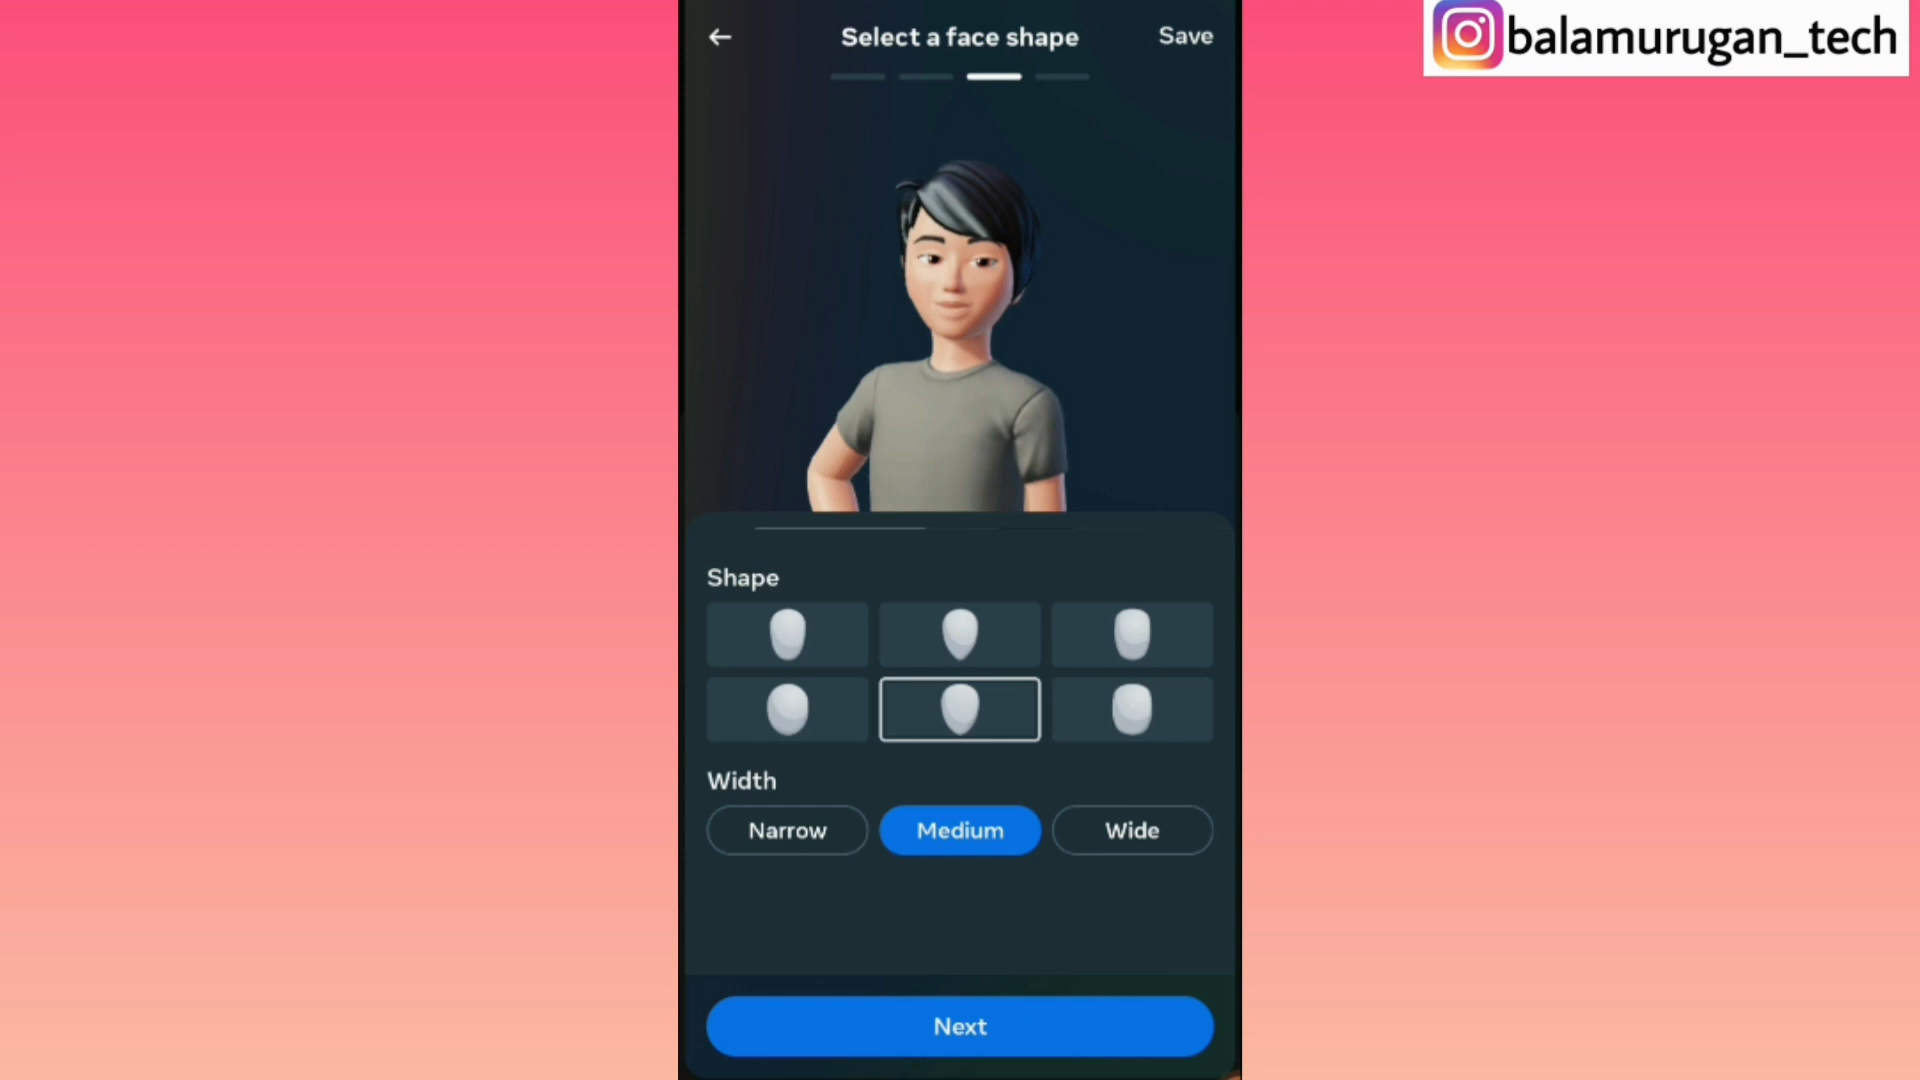 Select a face shape
Save
balamurugan_tech
Shape
Width
Narrow
Medium
Wide
Next